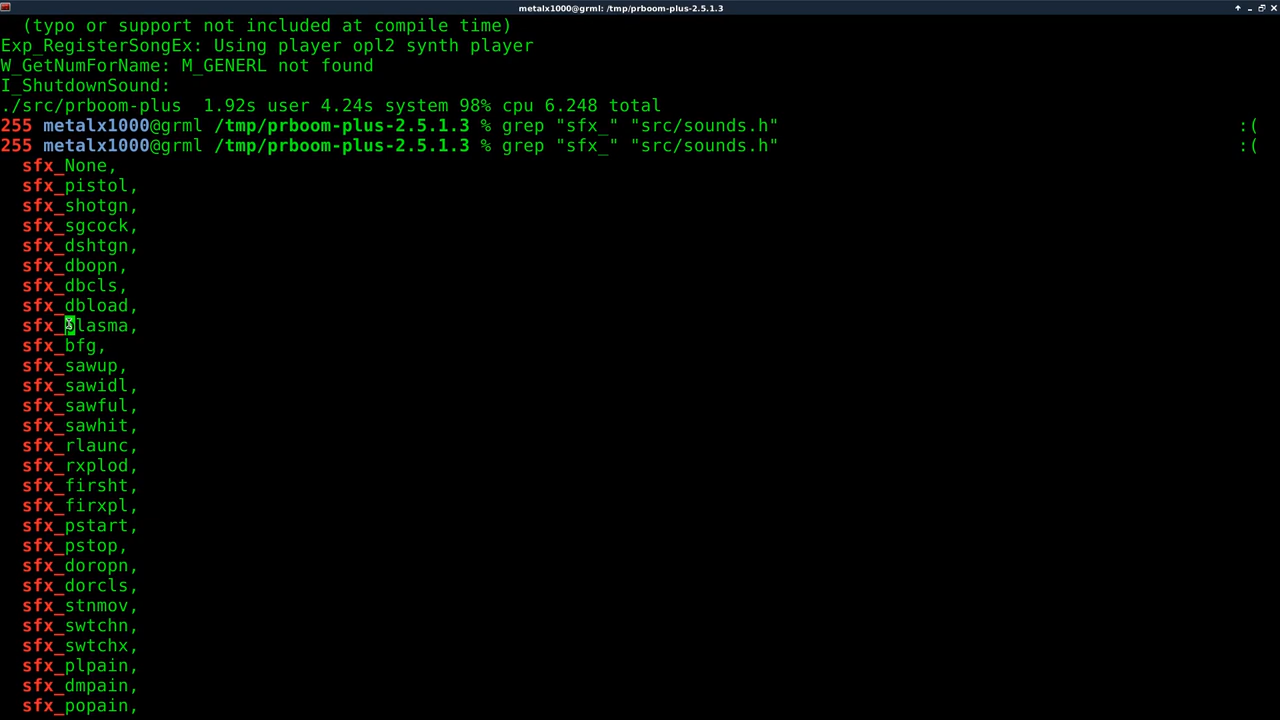 metalx1000@grml: /tmp/prboom-plus-2.5.1.3
(typo or support not included at compile time)
Exp_RegisterSongEx: Using player opl2 synth player
W_GetNumForName: M_GENERL not found
I_ShutdownSound:
./src/prboom-plus  1.92s user 4.24s system 98% cpu 6.248 total
255 metalx1000@grml /tmp/prboom-plus-2.5.1.3 % grep "sfx_" "src/sounds.h" :(
255 metalx1000@grml /tmp/prboom-plus-2.5.1.3 % grep "sfx_" "src/sounds.h" :(
sfx_None,
sfx_pistol,
sfx_shotgn,
sfx_sgcock,
sfx_dshtgn,
sfx_dbopn,
sfx_dbcls,
sfx_dbload,
sfx_plasma,
sfx_bfg,
sfx_sawup,
sfx_sawidl,
sfx_sawful,
sfx_sawhit,
sfx_rlaunc,
sfx_rxplod,
sfx_firsht,
sfx_firxpl,
sfx_pstart,
sfx_pstop,
sfx_doropn,
sfx_dorcls,
sfx_stnmov,
sfx_swtchn,
sfx_swtchx,
sfx_plpain,
sfx_dmpain,
sfx_popain,